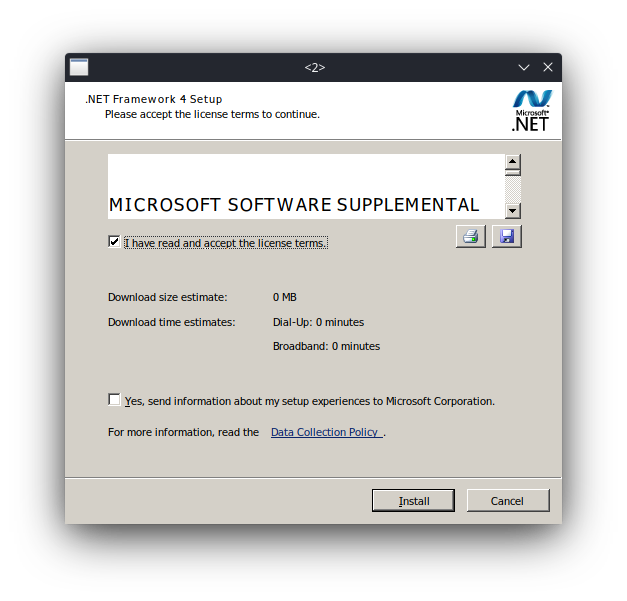 <2>
.NET Framework 4 Setup
Please accept the license terms to continue.
Microsoft®
.NET
MICROSOFT SOFTWARE SUPPLEMENTAL
I have read and accept the license terms.
Download size estimate: 0 MB
Download time estimates: Dial-Up: 0 minutes
Broadband: 0 minutes
Yes, send information about my setup experiences to Microsoft Corporation.
For more information, read the Data Collection Policy .
Install Cancel